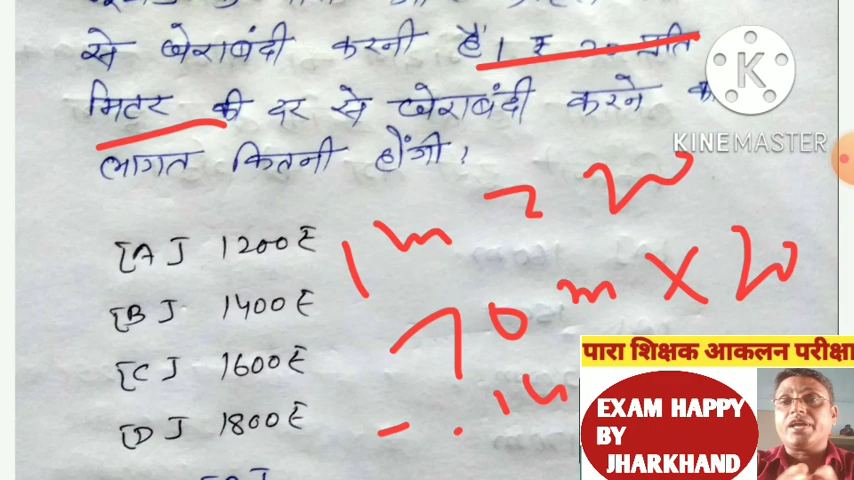 से घेराबंदी करनी हैं। ₹ 20 प्रति
मिटर की दर से घेराबंदी करने
लागत कितनी होंगी?
[A] 1200₹
[B] 1400₹
[C] 1600₹
[D] 1800₹
1m = 20
70m × 20
= 14
K
KINEMASTER
पारा शिक्षक आकलन परीक्षा
EXAM HAPPY
BY
JHARKHAND